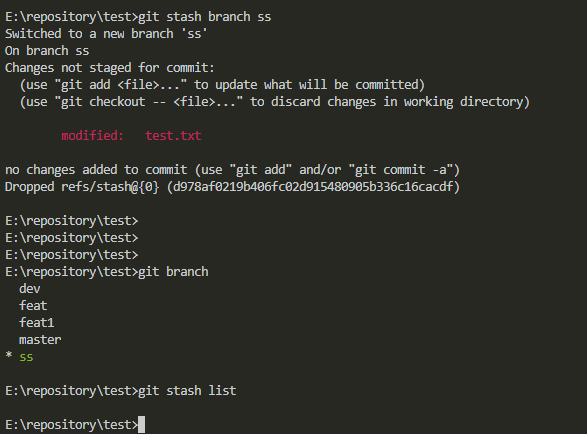 E:\repository\test>git stash branch ss
Switched to a new branch 'ss'
On branch ss
Changes not staged for commit:
  (use "git add <file>..." to update what will be committed)
  (use "git checkout -- <file>..." to discard changes in working directory)
        modified:   test.txt
no changes added to commit (use "git add" and/or "git commit -a")
Dropped refs/stash@{0} (d978af0219b406fc02d915480905b336c16cacdf)
E:\repository\test>
E:\repository\test>
E:\repository\test>
E:\repository\test>git branch
  dev
  feat
  feat1
  master
* ss
E:\repository\test>git stash list
E:\repository\test>